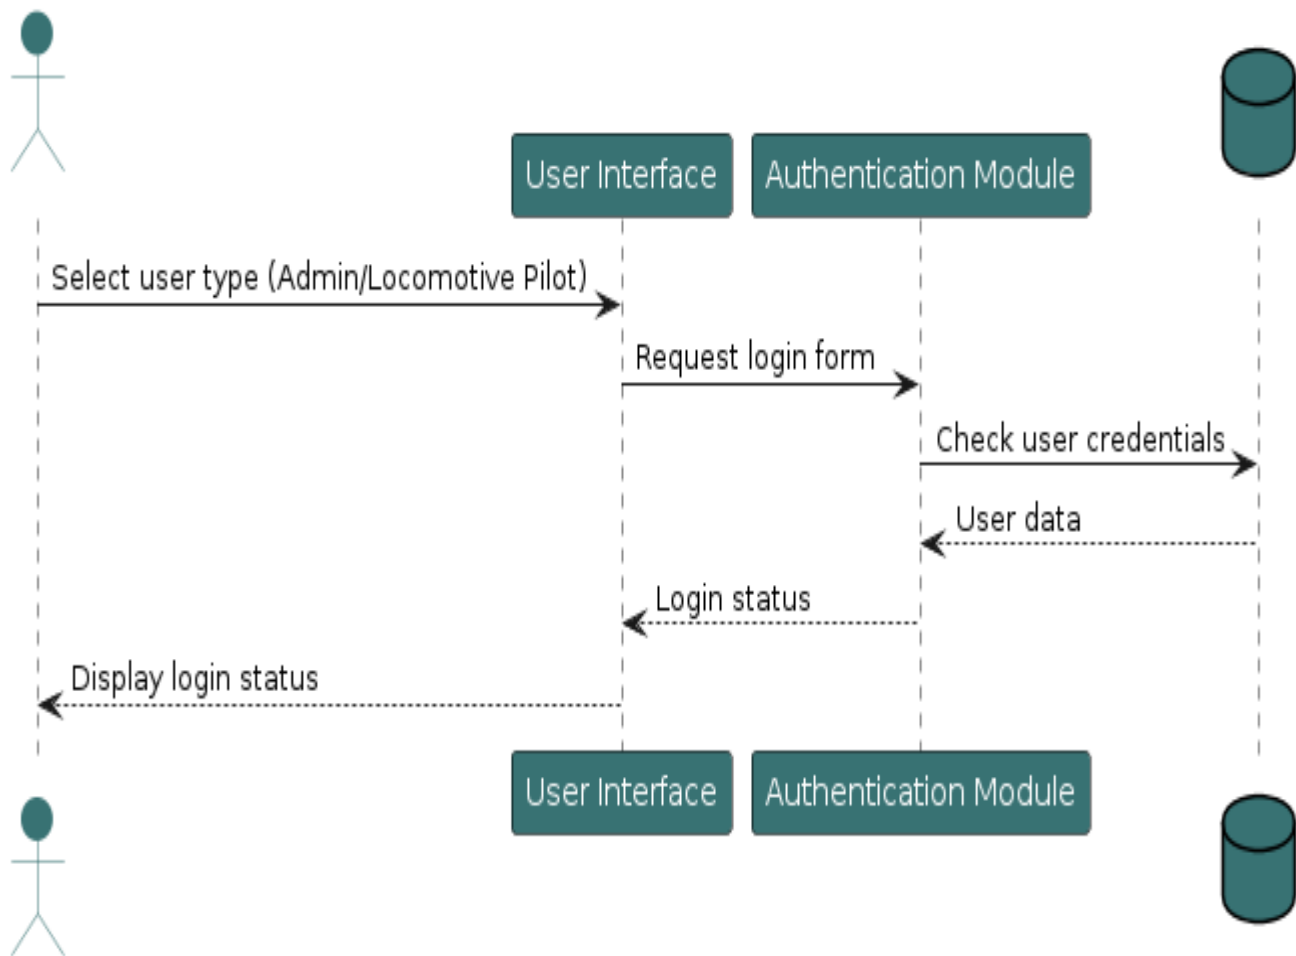 User Interface
Authentication Module
Select user type (Admin/Locomotive Pilot)
Request login form
Check user credentials
User data
Login status
Display login status
User Interface
Authentication Module